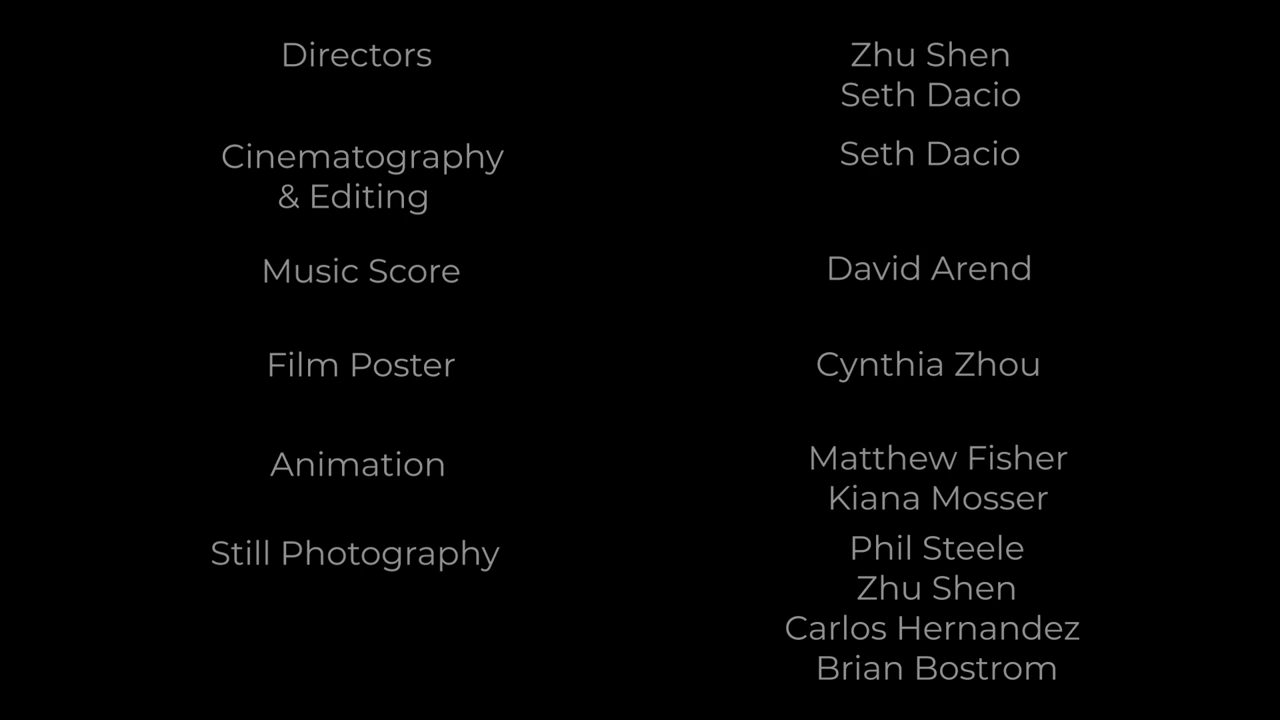 Directors
Zhu Shen
Seth Dacio
Cinematography
& Editing
Seth Dacio
Music Score
David Arend
Film Poster
Cynthia Zhou
Animation
Matthew Fisher
Kiana Mosser
Still Photography
Phil Steele
Zhu Shen
Carlos Hernandez
Brian Bostrom